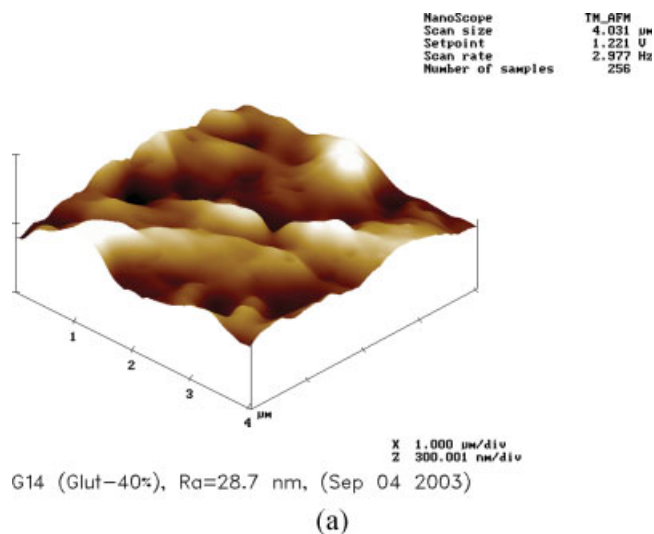 NanoScope TM_AFM
Scan size 4.031 µm
Setpoint 1.221 V
Scan rate 2.977 Hz
Number of samples 256
1
2
3
4 µm
X 1.000 µm/div
Z 300.001 nm/div
G14 (Glut-40%), Ra=28.7 nm, (Sep 04 2003)
(a)